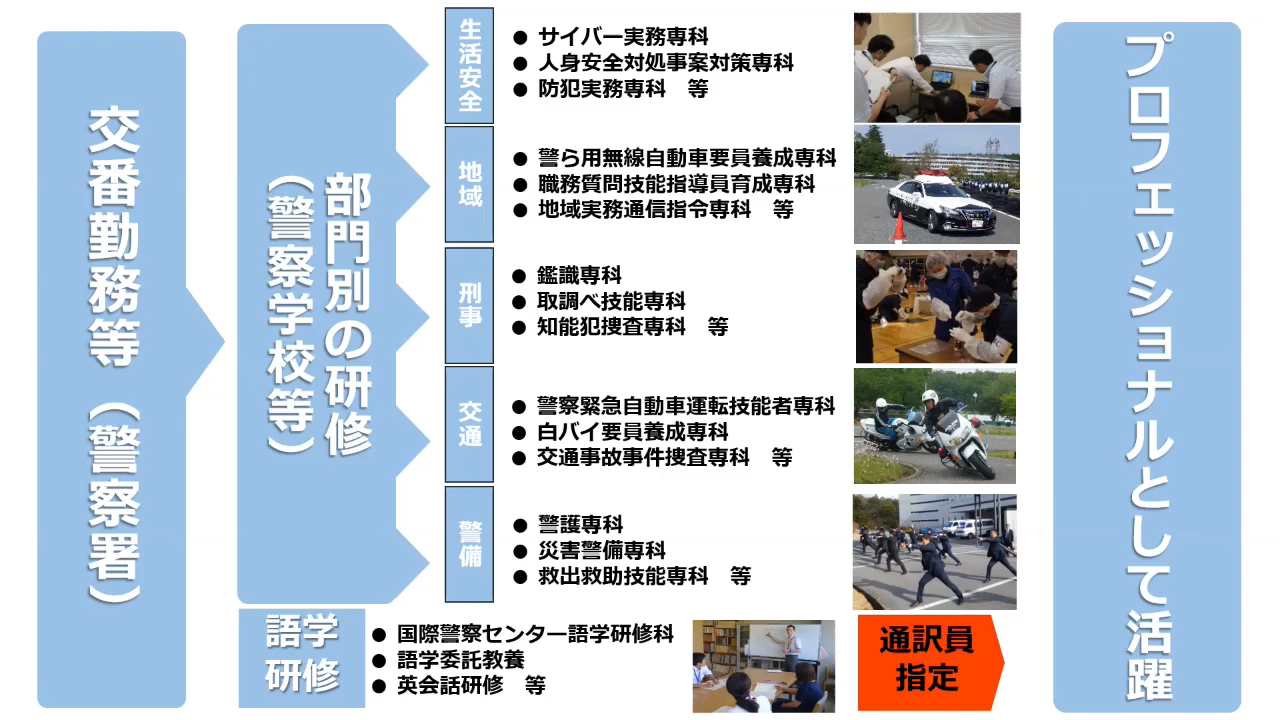 交番勤務等（警察署）
部門別の研修
（警察学校等）
生活安全
● サイバー実務専科
● 人身安全対処事案対策専科
● 防犯実務専科　等
地域
● 警ら用無線自動車要員養成専科
● 職務質問技能指導員育成専科
● 地域実務通信指令専科　等
刑事
● 鑑識専科
● 取調べ技能専科
● 知能犯捜査専科　等
交通
● 警察緊急自動車運転技能者専科
● 白バイ要員養成専科
● 交通事故事件捜査専科　等
警備
● 警護専科
● 災害警備専科
● 救出救助技能専科　等
語学
研修
● 国際警察センター語学研修科
● 語学委託教養
● 英会話研修　等
通訳員
指定
プロフェッショナルとして活躍